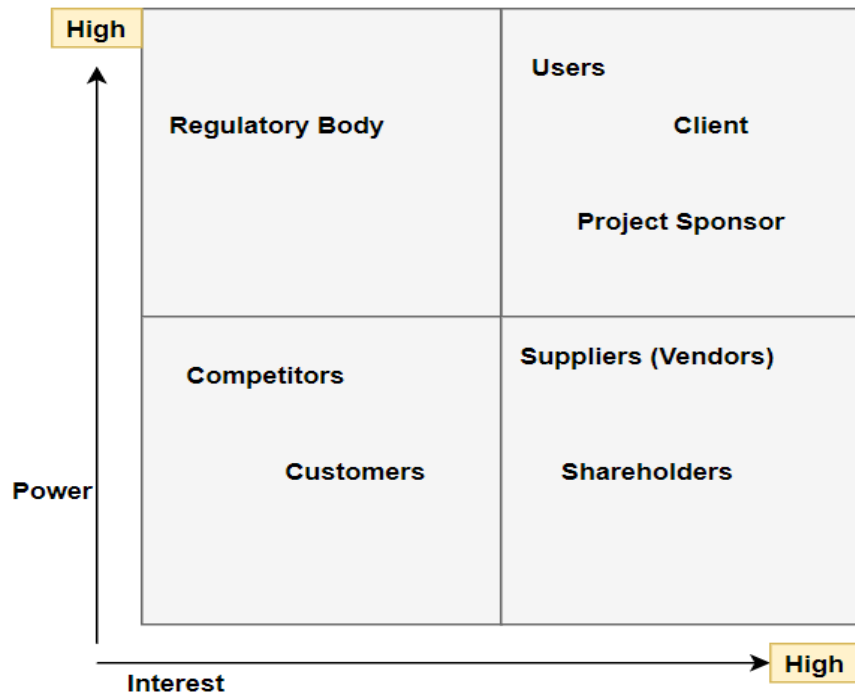 High
Users
Regulatory Body
Client
Project Sponsor
Suppliers (Vendors)
Competitors
Customers
Shareholders
Power
High
Interest